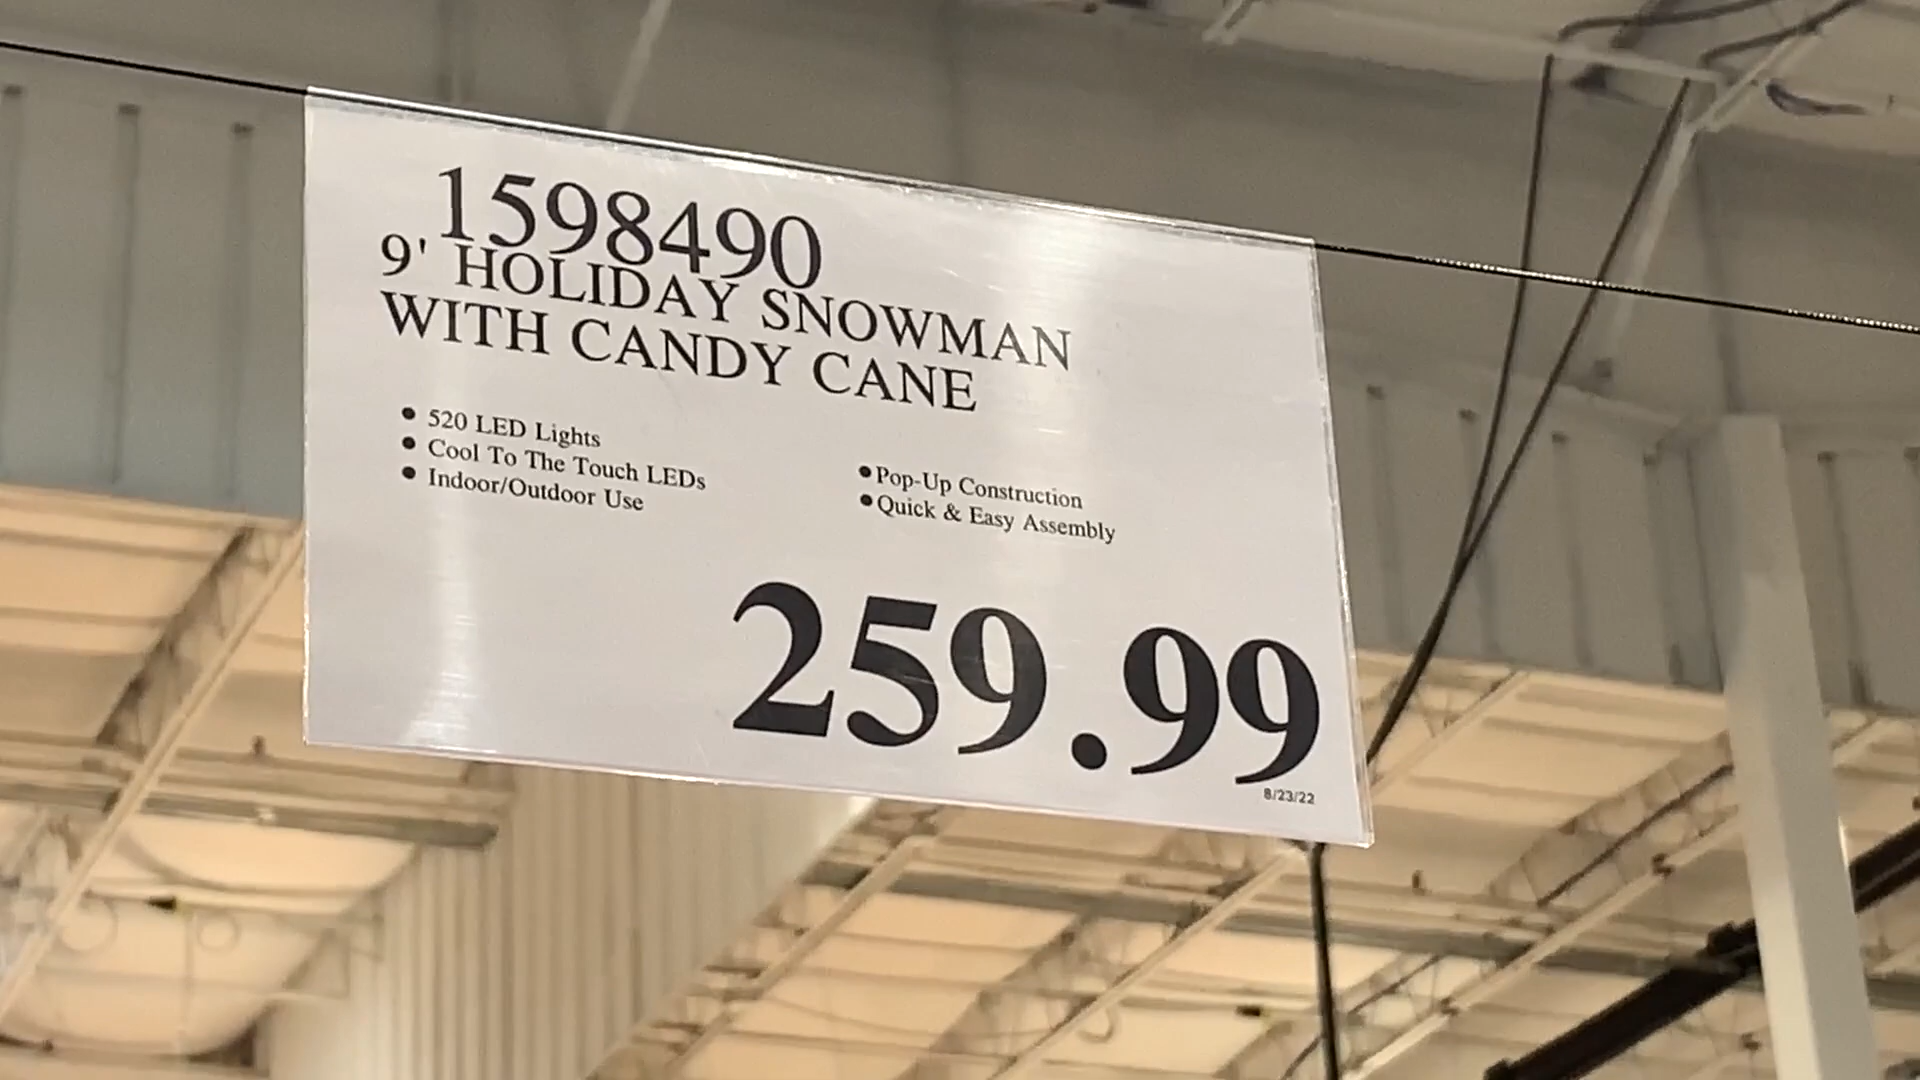 1598490
9' HOLIDAY SNOWMAN
WITH CANDY CANE
• 520 LED Lights
• Cool To The Touch LEDs
• Indoor/Outdoor Use
• Pop-Up Construction
• Quick & Easy Assembly
259.99
8/23/22